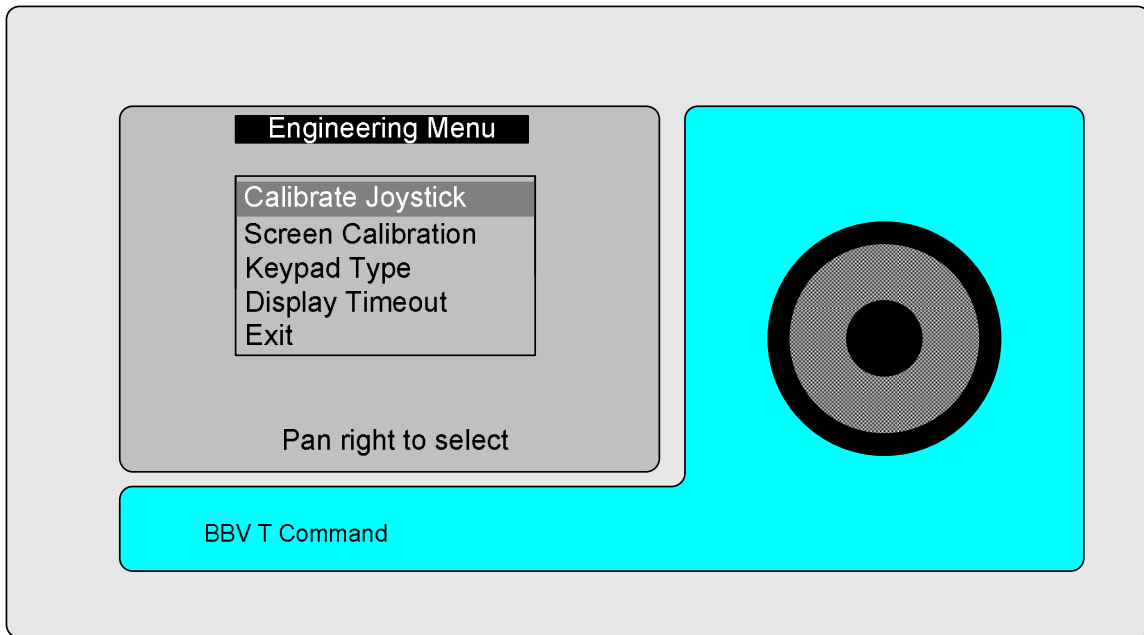 Engineering Menu
Calibrate Joystick
Screen Calibration
Keypad Type
Display Timeout
Exit
Pan right to select
BBV T Command